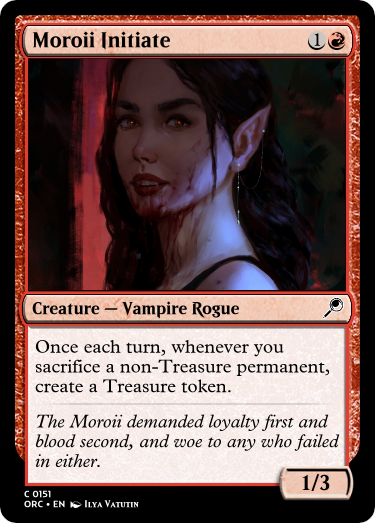 Moroii Initiate 1
Creature — Vampire Rogue
Once each turn, whenever you
sacrifice a non-Treasure permanent,
create a Treasure token.
The Moroii demanded loyalty first and
blood second, and woe to any who failed
in either.
1/3
C 0151
ORC • EN Ilya Vatutin